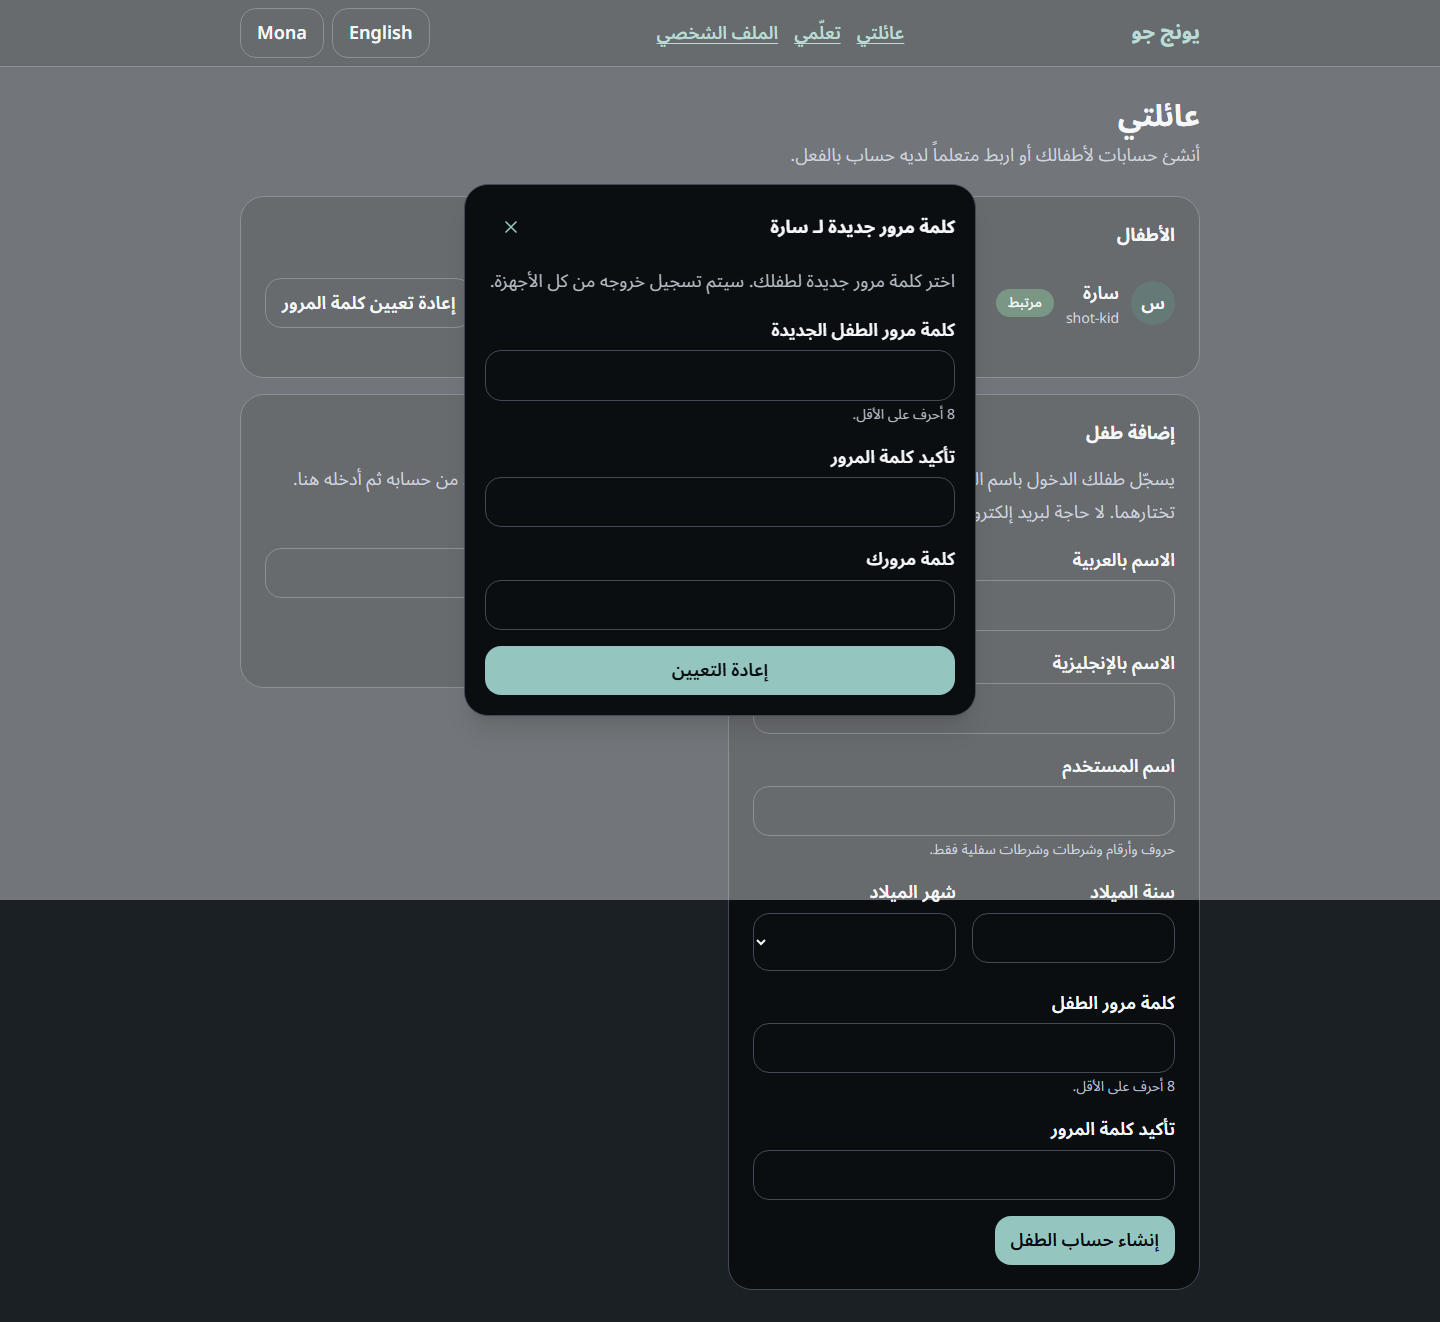 يونج جو
عائلتي
تعلّمي
الملف الشخصي
English
Mona
عائلتي
أنشئ حسابات لأطفالك أو اربط متعلماً لديه حساب بالفعل.
الأطفال
س
سارة
shot-kid
مرتبط
إعادة تعيين كلمة المرور
كلمة مرور جديدة لـ سارة
اختر كلمة مرور جديدة لطفلك. سيتم تسجيل خروجه من كل الأجهزة.
كلمة مرور الطفل الجديدة
8 أحرف على الأقل.
تأكيد كلمة المرور
كلمة مرورك
إعادة التعيين
إضافة طفل
يسجّل طفلك الدخول باسم
تختارهما. لا حاجة لبريد
من حسابه ثم أدخله هنا.
الاسم بالعربية
الاسم بالإنجليزية
اسم المستخدم
حروف وأرقام وشرطات وشرطات سفلية فقط.
سنة الميلاد
شهر الميلاد
كلمة مرور الطفل
8 أحرف على الأقل.
تأكيد كلمة المرور
إنشاء حساب الطفل